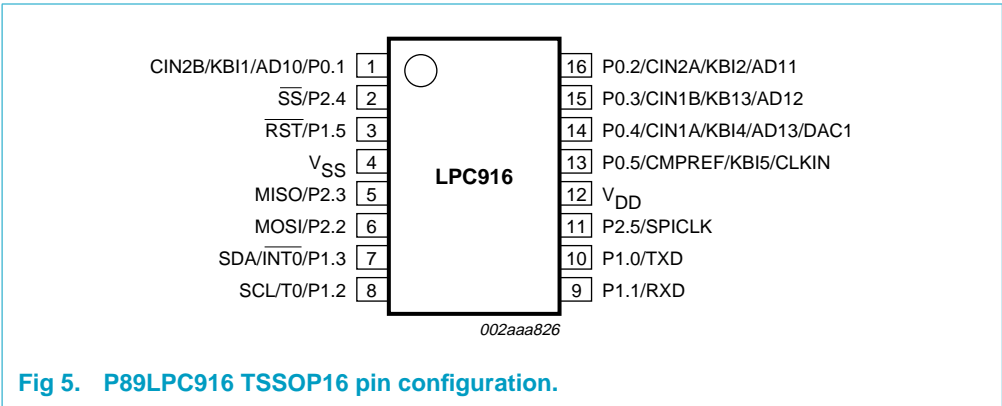 CIN2B/KBI1/AD10/P0.1 1 16 P0.2/CIN2A/KBI2/AD11
S̅S̅/P2.4 2 15 P0.3/CIN1B/KB13/AD12
R̅S̅T̅/P1.5 3 14 P0.4/CIN1A/KBI4/AD13/DAC1
VSS 4 13 P0.5/CMPREF/KBI5/CLKIN
LPC916
MISO/P2.3 5 12 VDD
MOSI/P2.2 6 11 P2.5/SPICLK
SDA/I̅N̅T̅0̅/P1.3 7 10 P1.0/TXD
SCL/T0/P1.2 8 9 P1.1/RXD
002aaa826
Fig 5. P89LPC916 TSSOP16 pin configuration.